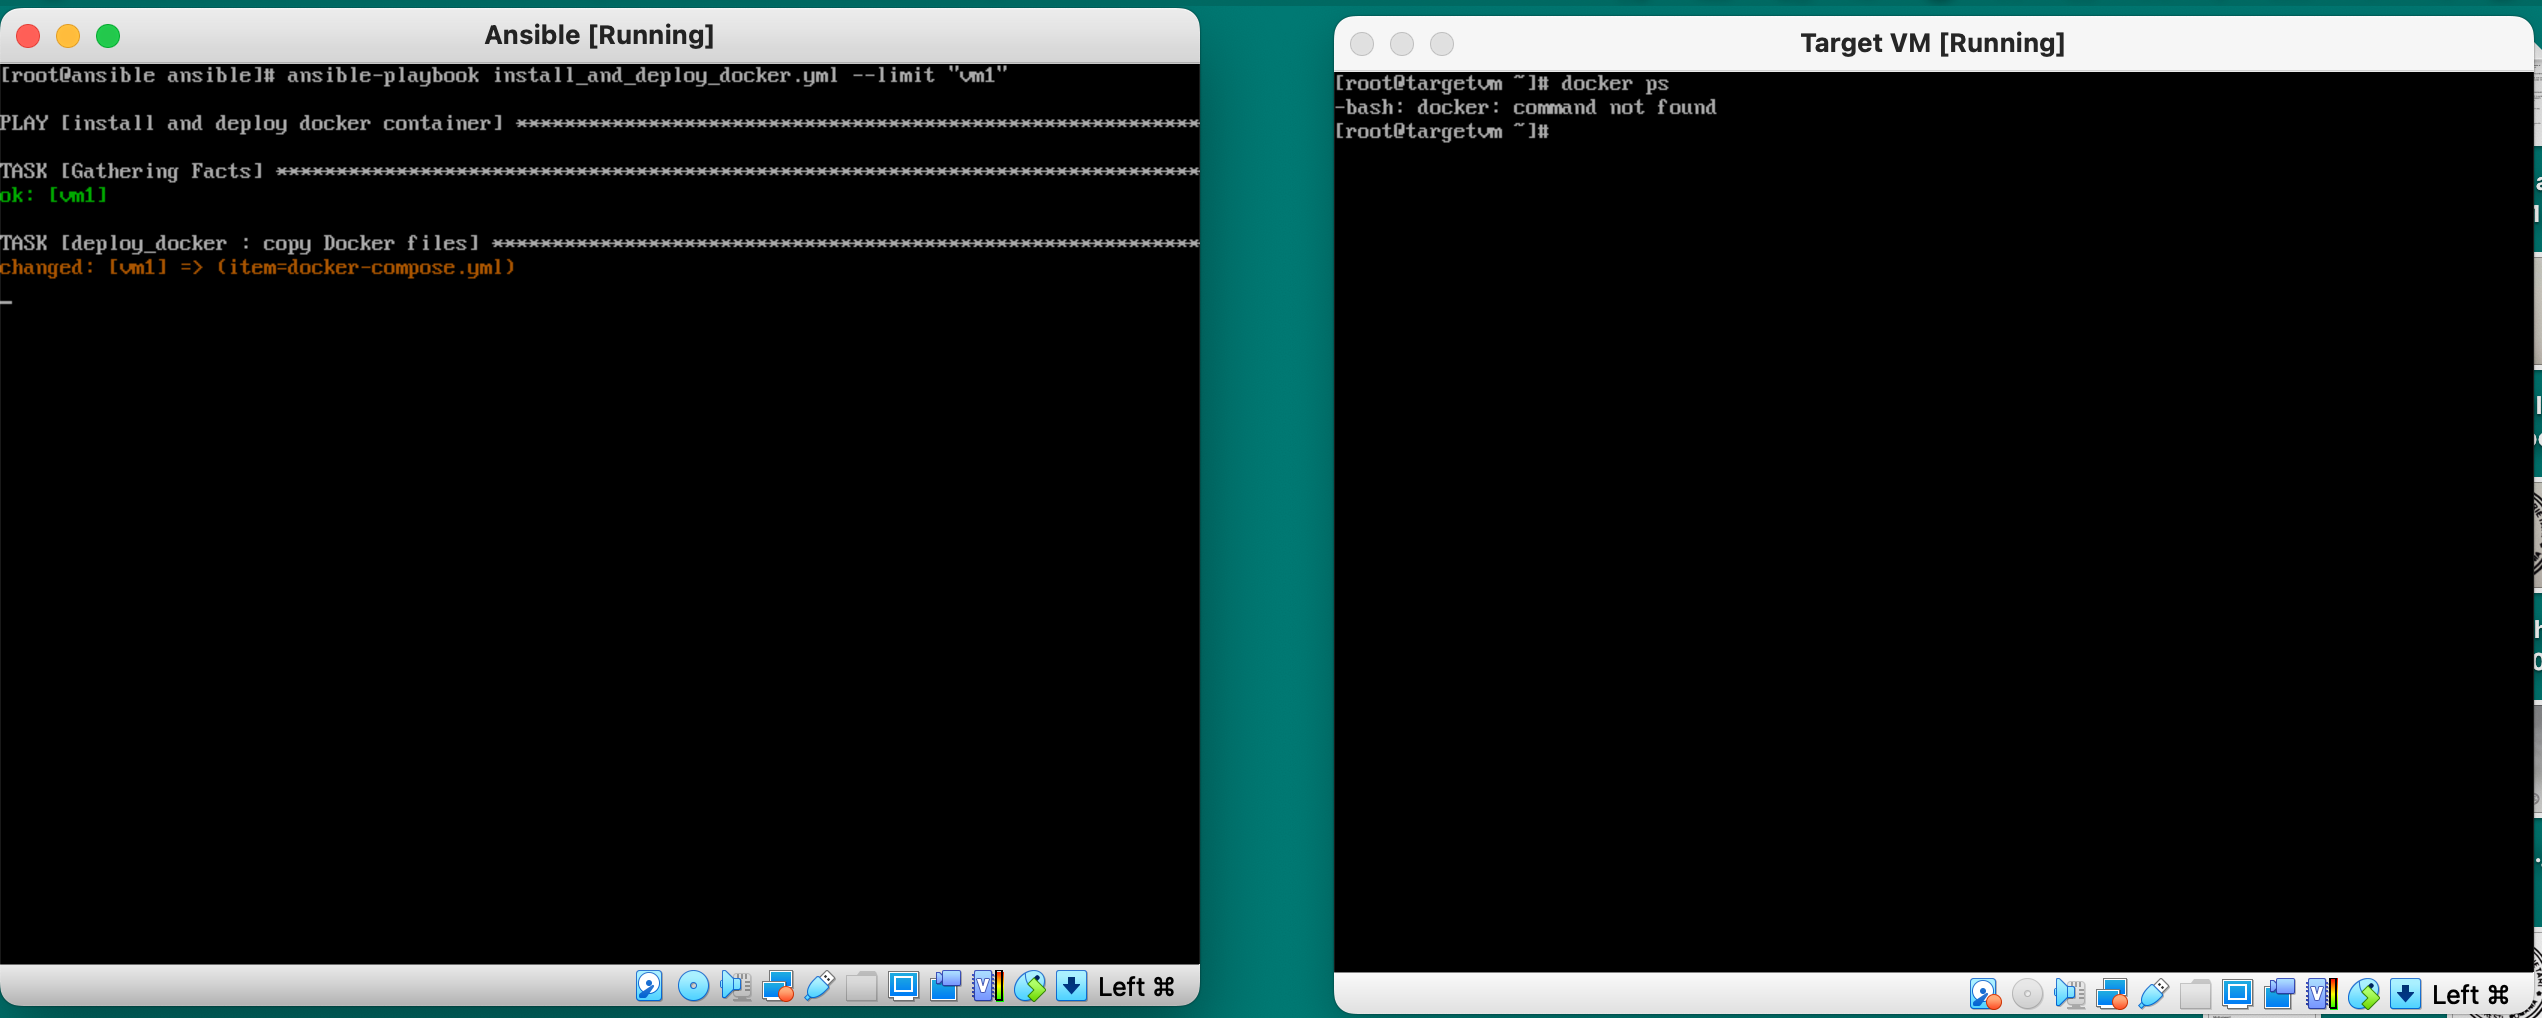 Ansible [Running]
[root@ansible ansible]# ansible-playbook install_and_deploy_docker.yml --limit "vm1"
PLAY [install and deploy docker container] *********************************************************
TASK [Gathering Facts] *****************************************************************************
ok: [vm1]
TASK [deploy_docker : copy Docker files] ***********************************************************
changed: [vm1] => (item=docker-compose.yml)
Left ⌘
Target VM [Running]
[root@targetvm ~]# docker ps
-bash: docker: command not found
[root@targetvm ~]#
Left ⌘